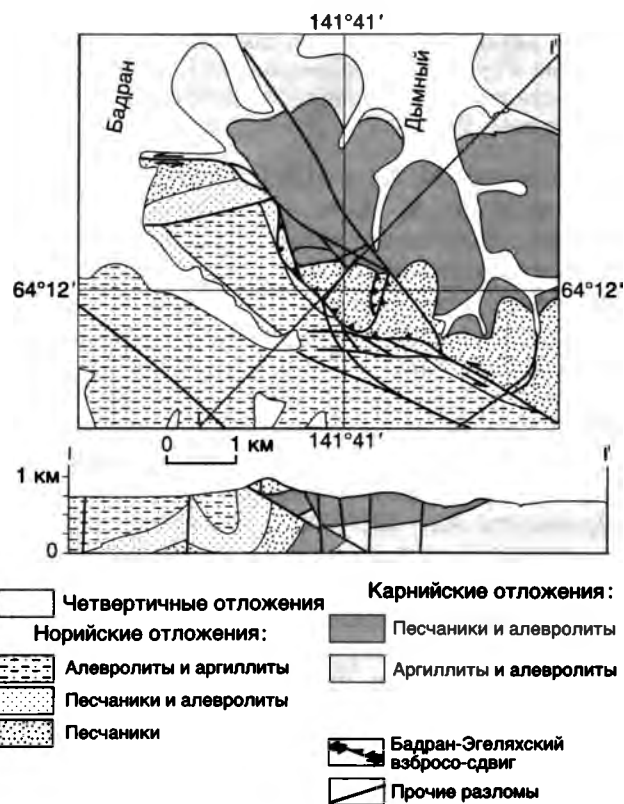 141°41′
I′
Бадран
Дымный
64°12′
64°12′
I
0 1 км
141°41′
I
I′
1 км
0
Четвертичные отложения
Норийские отложения:
Алевролиты и аргиллиты
Песчаники и алевролиты
Песчаники
Карнийские отложения:
Песчаники и алевролиты
Аргиллиты и алевролиты
Бадран-Эгеляхский
взбросо-сдвиг
Прочие разломы